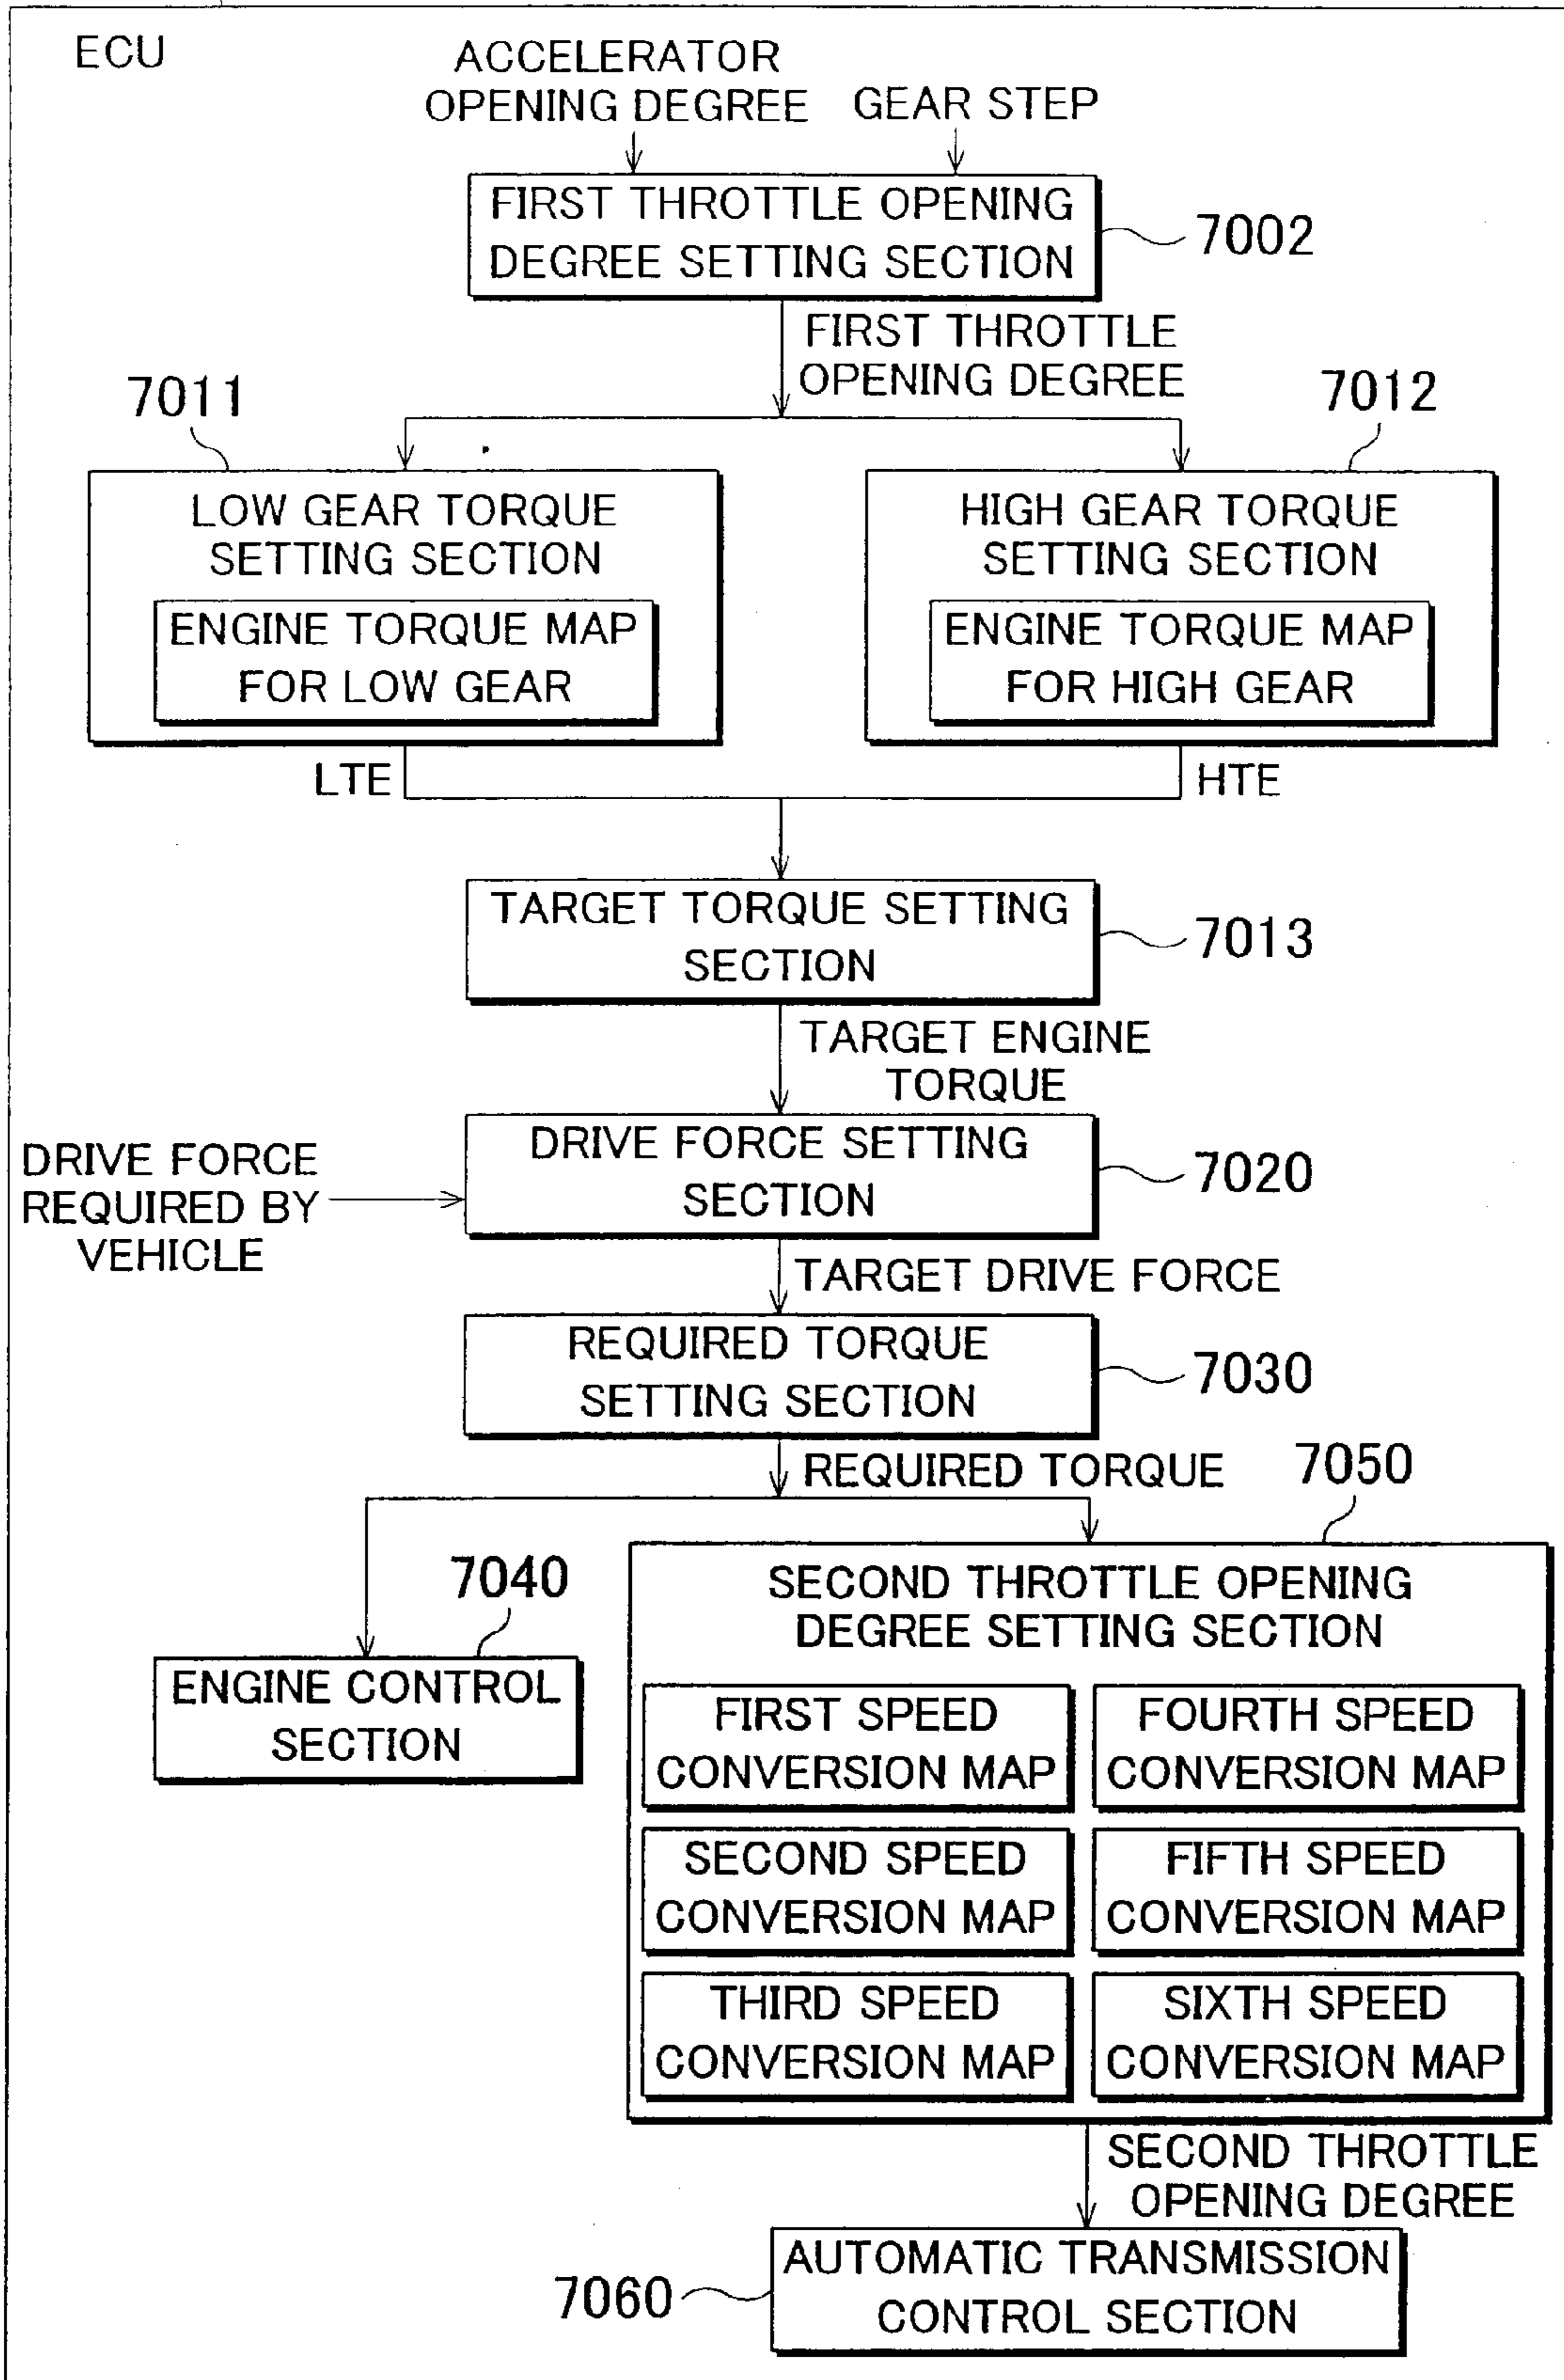 ECU
ACCELERATOR
OPENING DEGREE
GEAR STEP
FIRST THROTTLE OPENING
DEGREE SETTING SECTION
7002
FIRST THROTTLE
OPENING DEGREE
7011
7012
LOW GEAR TORQUE
SETTING SECTION
ENGINE TORQUE MAP
FOR LOW GEAR
HIGH GEAR TORQUE
SETTING SECTION
ENGINE TORQUE MAP
FOR HIGH GEAR
LTE
HTE
TARGET TORQUE SETTING
SECTION
7013
TARGET ENGINE
TORQUE
DRIVE FORCE
REQUIRED BY
VEHICLE
DRIVE FORCE SETTING
SECTION
7020
TARGET DRIVE FORCE
REQUIRED TORQUE
SETTING SECTION
7030
REQUIRED TORQUE
7050
7040
ENGINE CONTROL
SECTION
SECOND THROTTLE OPENING
DEGREE SETTING SECTION
FIRST SPEED
CONVERSION MAP
FOURTH SPEED
CONVERSION MAP
SECOND SPEED
CONVERSION MAP
FIFTH SPEED
CONVERSION MAP
THIRD SPEED
CONVERSION MAP
SIXTH SPEED
CONVERSION MAP
SECOND THROTTLE
OPENING DEGREE
7060
AUTOMATIC TRANSMISSION
CONTROL SECTION